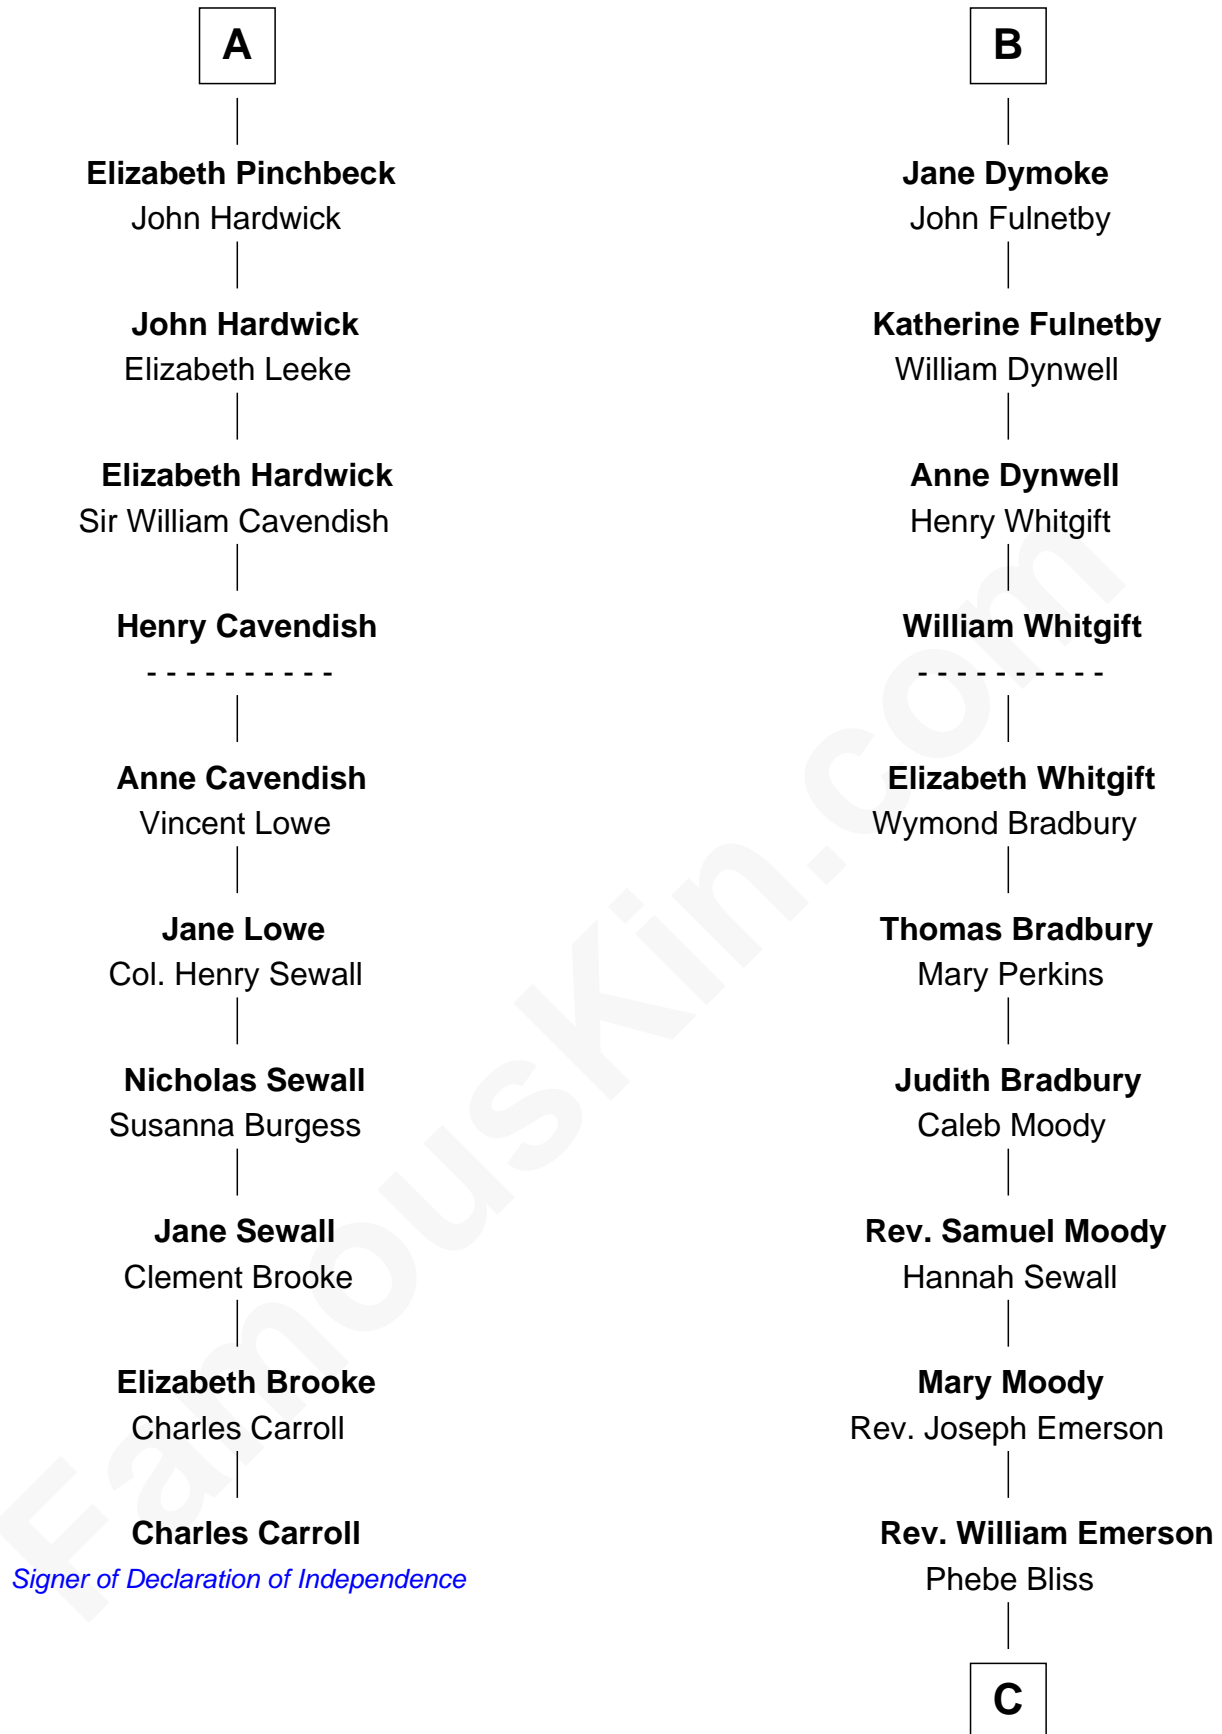 A
Elizabeth Pinchbeck
John Hardwick
John Hardwick
Elizabeth Leeke
Elizabeth Hardwick
Sir William Cavendish
Henry Cavendish
- - - - - - - - - -
Anne Cavendish
Vincent Lowe
Jane Lowe
Col. Henry Sewall
Nicholas Sewall
Susanna Burgess
Jane Sewall
Clement Brooke
Elizabeth Brooke
Charles Carroll
Charles Carroll
Signer of Declaration of Independence
B
Jane Dymoke
John Fulnetby
Katherine Fulnetby
William Dynwell
Anne Dynwell
Henry Whitgift
William Whitgift
- - - - - - - - - -
Elizabeth Whitgift
Wymond Bradbury
Thomas Bradbury
Mary Perkins
Judith Bradbury
Caleb Moody
Rev. Samuel Moody
Hannah Sewall
Mary Moody
Rev. Joseph Emerson
Rev. William Emerson
Phebe Bliss
C
FamousKin.com